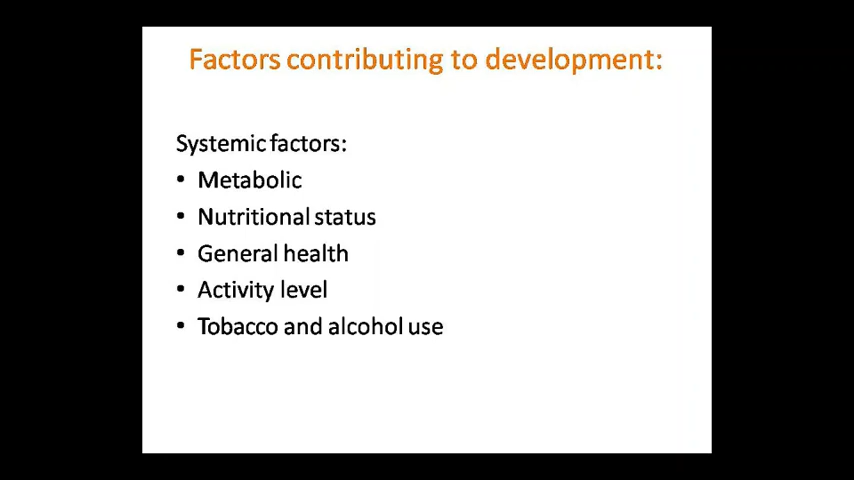 Factors contributing to development:
Systemic factors:
• Metabolic
• Nutritional status
• General health
• Activity level
• Tobacco and alcohol use